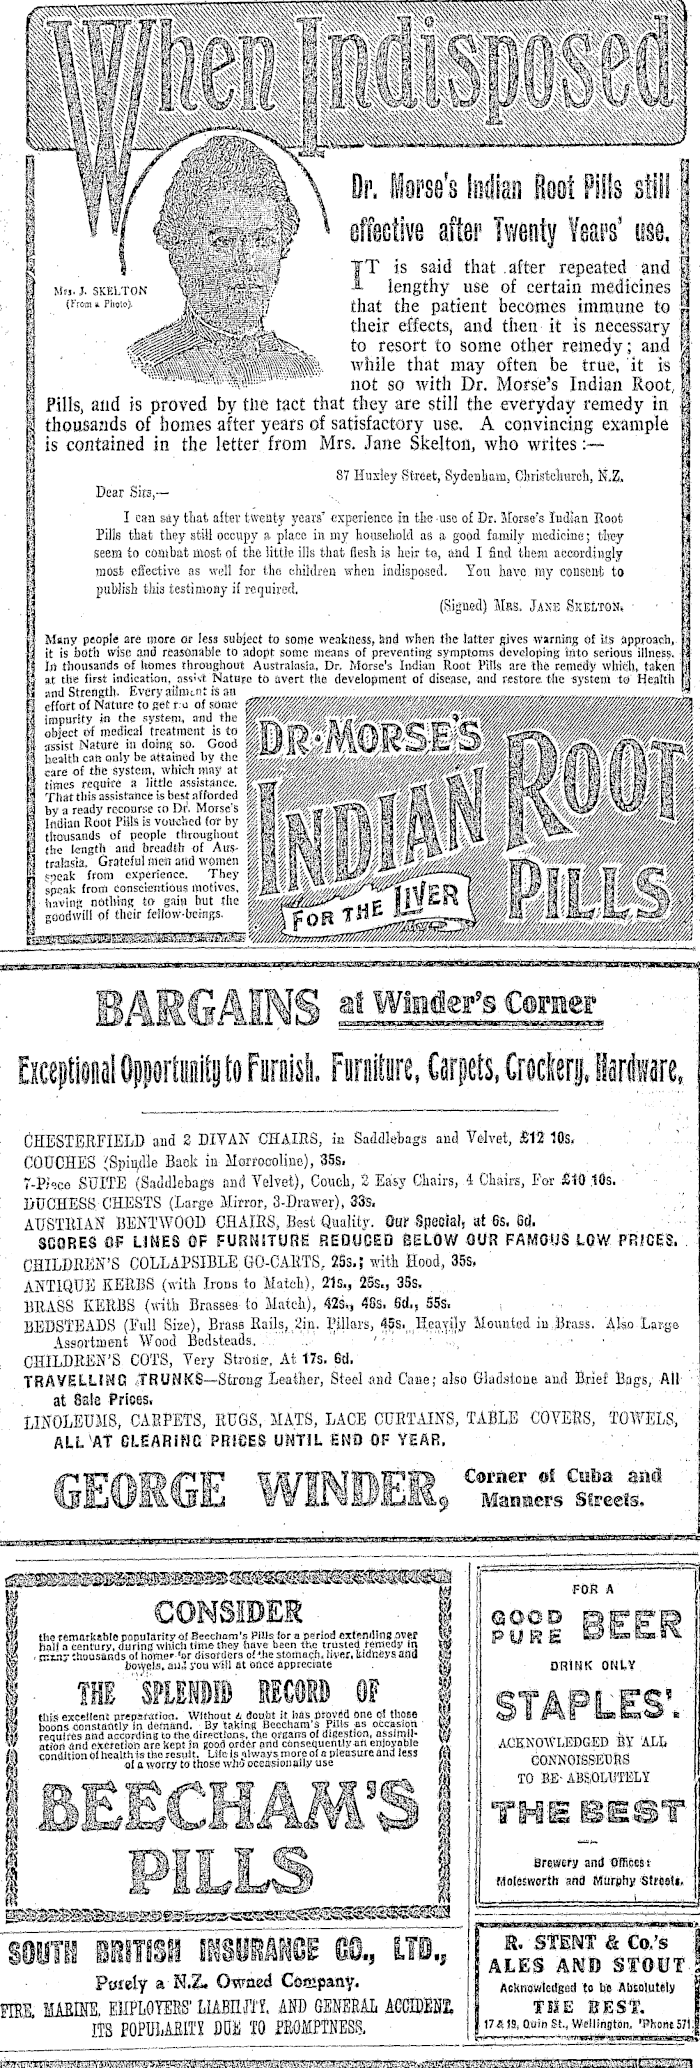 When Indisposed
Mrs. J. SKELTON
(From a Photo).
Dr. Morse's Indian Root Pills still
effective after Twenty Years' use.
IT is said that after repeated and
lengthy use of certain medicines
that the patient becomes immune to
their effects, and then it is necessary
to resort to some other remedy; and
while that may often be true, it is
not so with Dr. Morse's Indian Root
Pills, and is proved by the tact that they are still the everyday remedy in
thousands of homes after years of satisfactory use. A convincing example
is contained in the letter from Mrs. Jane Skelton, who writes:—
87 Huxley Street, Sydenham, Christchurch, N.Z.
Dear Sirs,—
I can say that after twenty years' experience in the use of Dr. Morse's Indian Root
Pills that they still occupy a place in my household as a good family medicine; they
seem to combat most of the little ills that flesh is heir to, and I find them accordingly
most effective as well for the children when indisposed. You have my consent to
publish this testimony if required.
(Signed) MRS. JANE SKELTON.
Many people are more or less subject to some weakness, and when the latter gives warning of its approach,
it is both wise and reasonable to adopt some means of preventing symptoms developing into serious illness.
In thousands of homes throughout Australasia, Dr. Morse's Indian Root Pills are the remedy which, taken
at the first indication, assist Nature to avert the development of disease, and restore the system to Health
and Strength. Every ailment is an
effort of Nature to get rid of some
impurity in the system, and the
object of medical treatment is to
assist Nature in doing so. Good
health can only be attained by the
care of the system, which may at
times require a little assistance.
That this assistance is best afforded
by a ready recourse to Dr. Morse's
Indian Root Pills is vouched for by
thousands of people throughout
the length and breadth of Aus-
tralasia. Grateful men and women
speak from experience. They
speak from conscientious motives,
having nothing to gain but the
goodwill of their fellow-beings.
DR. MORSE'S
INDIAN ROOT
PILLS
FOR THE LIVER
BARGAINS at Winder's Corner
Exceptional Opportunity to Furnish. Furniture, Carpets, Crockery, Hardware,
CHESTERFIELD and 2 DIVAN CHAIRS, in Saddlebags and Velvet, £12 10s.
COUCHES (Spindle Back in Morrocoline), 35s.
7-Piece SUITE (Saddlebags and Velvet), Couch, 2 Easy Chairs, 4 Chairs, For £10 10s.
DUCHESS CHESTS (Large Mirror, 3-Drawer), 33s.
AUSTRIAN BENTWOOD CHAIRS, Best Quality. Our Special, at 6s. 6d.
SCORES OF LINES OF FURNITURE REDUCED BELOW OUR FAMOUS LOW PRICES.
CHILDREN'S COLLAPSIBLE GO-CARTS, 25s.; with Hood, 35s.
ANTIQUE KERBS (with Irons to Match), 21s., 25s., 35s.
BRASS KERBS (with Brasses to Match), 42s., 46s. 6d., 55s.
BEDSTEADS (Full Size), Brass Rails, 2in. Pillars, 45s. Heavily Mounted in Brass. Also Large
Assortment Wood Bedsteads.
CHILDREN'S COTS, Very Strong, At 17s. 6d.
TRAVELLING TRUNKS—Strong Leather, Steel and Cane; also Gladstone and Brief Bags, All
at Sale Prices.
LINOLEUMS, CARPETS, RUGS, MATS, LACE CURTAINS, TABLE COVERS, TOWELS,
ALL AT CLEARING PRICES UNTIL END OF YEAR.
GEORGE WINDER, Corner of Cuba and
Manners Streets.
CONSIDER
the remarkable popularity of Beecham's Pills for a period extending over
half a century, during which time they have been the trusted remedy in
many thousands of homes for disorders of the stomach, liver, kidneys and
bowels, and you will at once appreciate
THE SPLENDID RECORD OF
this excellent preparation. Without a doubt it has proved one of those
boons constantly in demand. By taking Beecham's Pills as occasion
requires and according to the directions, the organs of digestion, assimil-
ation and excretion are kept in good order and consequently an enjoyable
condition of health is the result. Life is always more of a pleasure and less
of a worry to those who occasionally use
BEECHAM'S
PILLS
SOUTH BRITISH INSURANCE CO., LTD.,
Purely a N.Z. Owned Company.
FIRE, MARINE, EMPLOYERS' LIABILITY, AND GENERAL ACCIDENT.
ITS POPULARITY DUE TO PROMPTNESS.
FOR A
GOOD PURE BEER
DRINK ONLY
STAPLES'.
ACKNOWLEDGED BY ALL
CONNOISSEURS
TO BE ABSOLUTELY
THE BEST
Brewery and Offices:
Molesworth and Murphy Streets.
R. STENT & Co.'s
ALES AND STOUT
Acknowledged to be Absolutely
THE BEST.
17 & 19, Quin St., Wellington. 'Phone 571